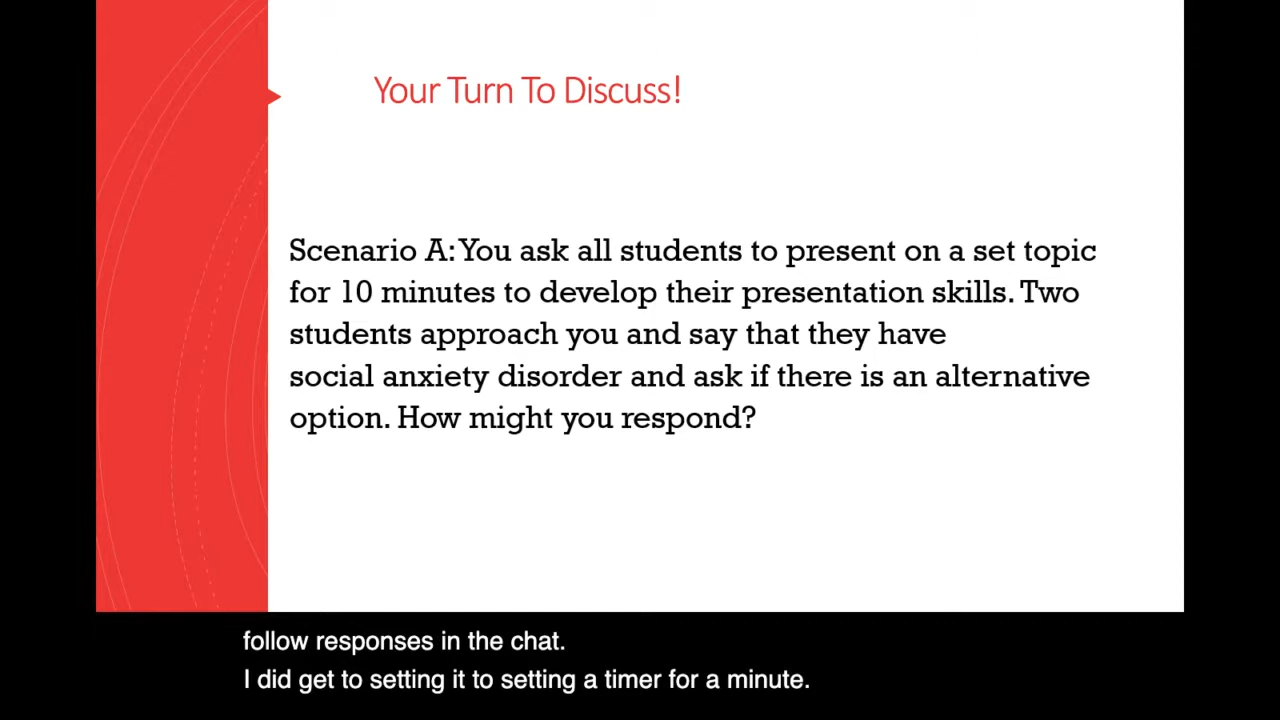 Your Turn To Discuss!
Scenario A: You ask all students to present on a set topic
for 10 minutes to develop their presentation skills. Two
students approach you and say that they have
social anxiety disorder and ask if there is an alternative
option. How might you respond?
follow responses in the chat.
I did get to setting it to setting a timer for a minute.